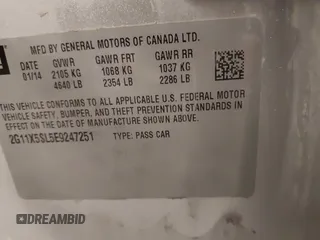 MFD BY GENERAL MOTORS OF CANADA LTD.
DATE GVWR GAWR FRT GAWR RR
01/14 2105 KG 1068 KG 1037 KG
4640 LB 2354 LB 2286 LB
THIS VEHICLE CONFORMS TO ALL APPLICABLE U.S. FEDERAL MOTOR
VEHICLE SAFETY, BUMPER, AND THEFT PREVENTION STANDARDS
IN EFFECT ON THE DATE OF MANUFACTURE SHOWN ABOVE.
2G11X5SL5E9247251 TYPE: PASS CAR
DREAMBID